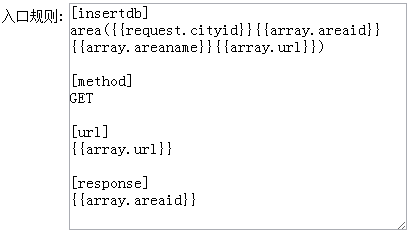 入口规则:
[insertdb]
area({{request.cityid}}{{array.areaid}}
{{array.areaname}}{{array.url}})
[method]
GET
[url]
{{array.url}}
[response]
{{array.areaid}}